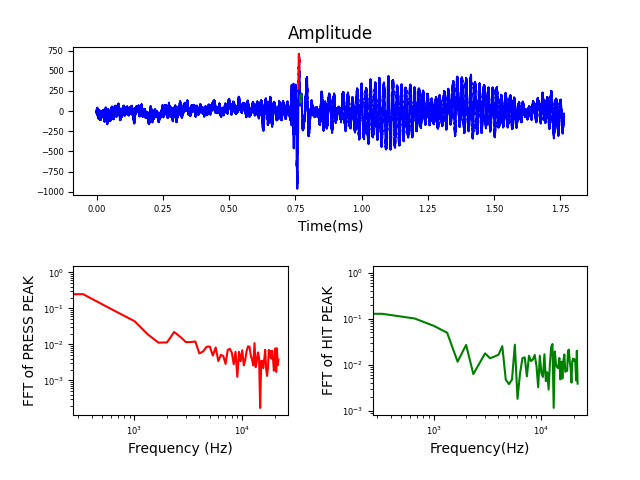 Amplitude
750
500
250
0
−250
−500
−750
−1000
0.00 0.25 0.50 0.75 1.00 1.25 1.50 1.75
Time(ms)
FFT of PRESS PEAK
10⁰
10⁻¹
10⁻²
10⁻³
10³ 10⁴
Frequency (Hz)
FFT of HIT PEAK
10⁰
10⁻¹
10⁻²
10⁻³
10³ 10⁴
Frequency(Hz)